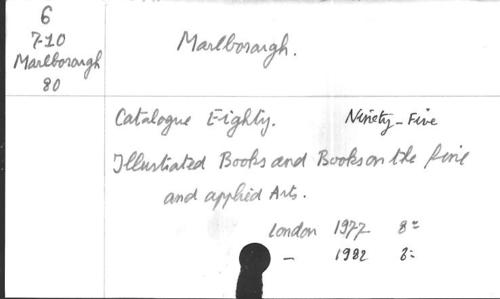 6
7-10
Marlborough
80
Marlborough.
Catalogue Eighty. Ninety-Five
Illustrated Books and Books on the fine
and applied Arts.
London 1977 8=
– 1982 8=